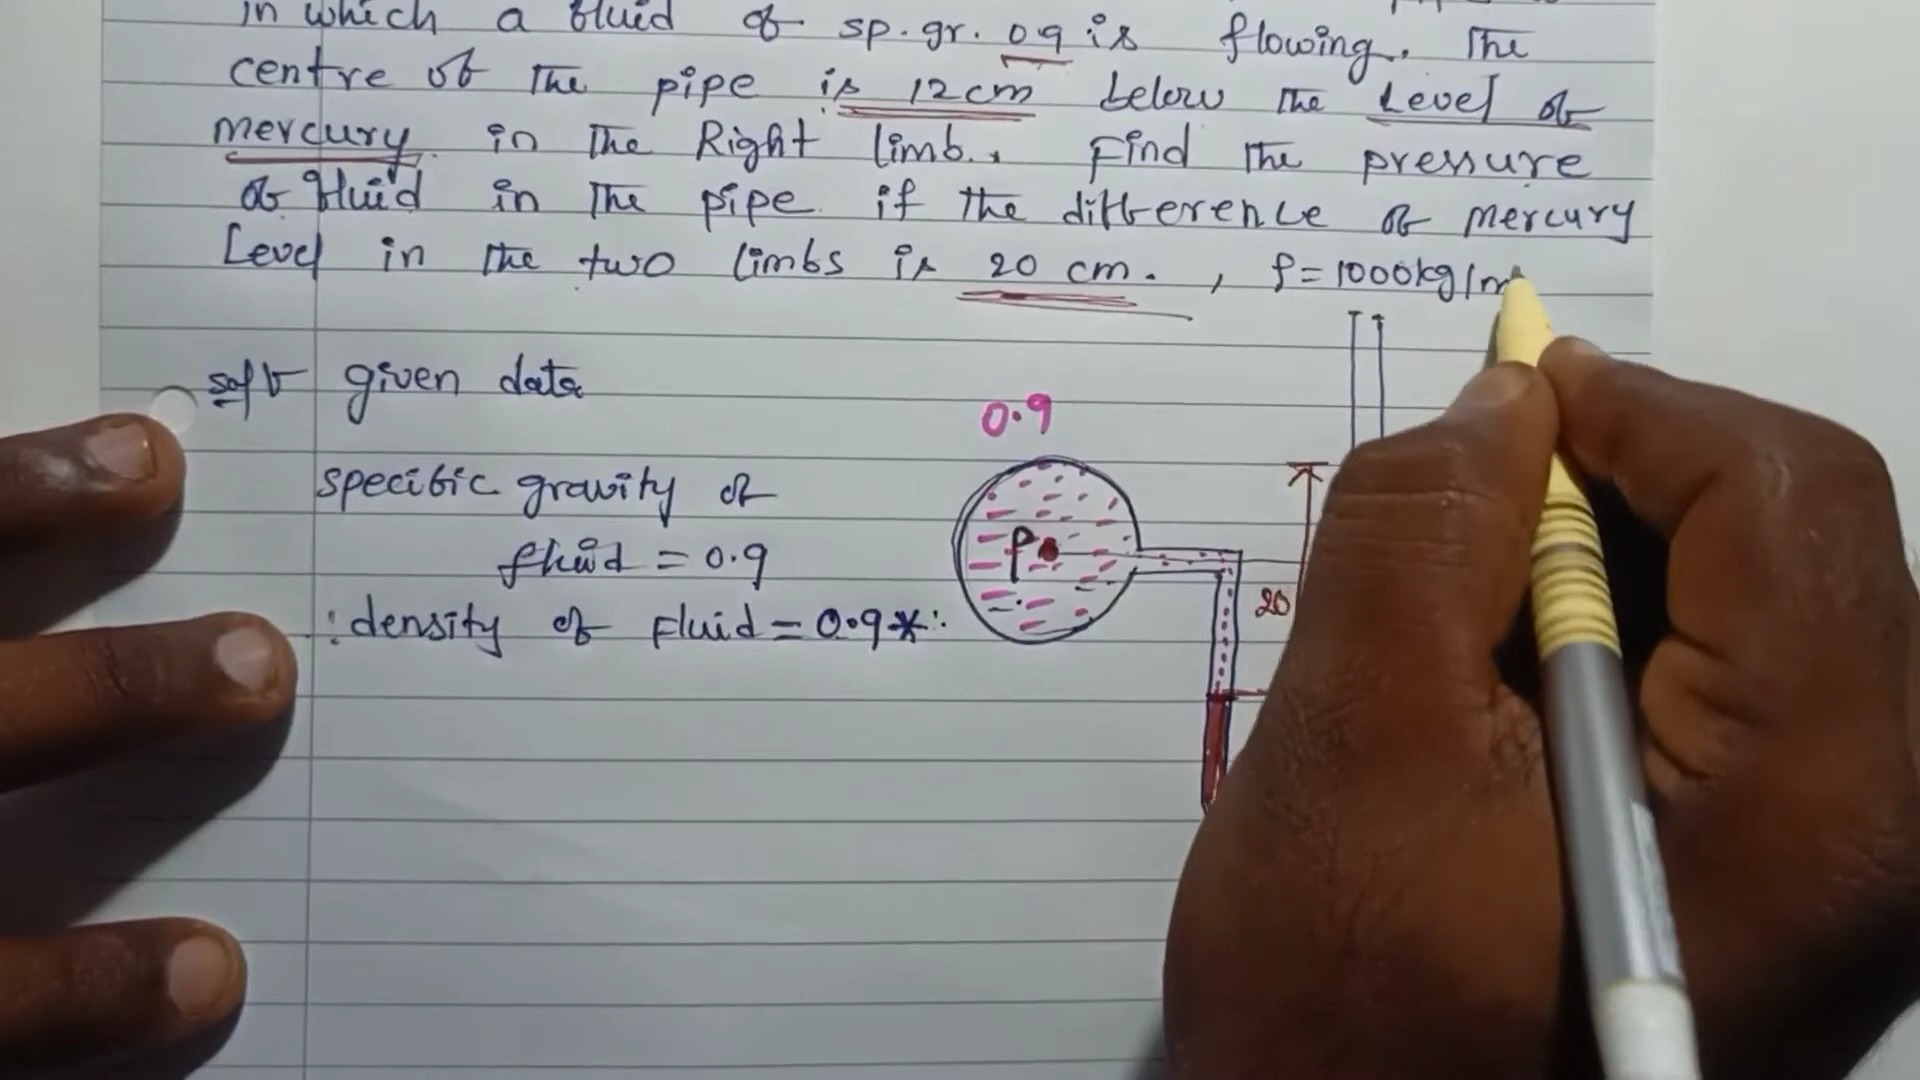 in which a fluid of sp.gr. 0.9 is flowing. The
centre of The pipe is 12cm below The Level of
mercury in The Right limb. Find The pressure
of fluid in The pipe if the difference of mercury
Level in The two limbs is 20 cm. , ρ=1000kg/m
given data
0.9
specific gravity of
fluid = 0.9
P
∴ density of Fluid = 0.9*
20